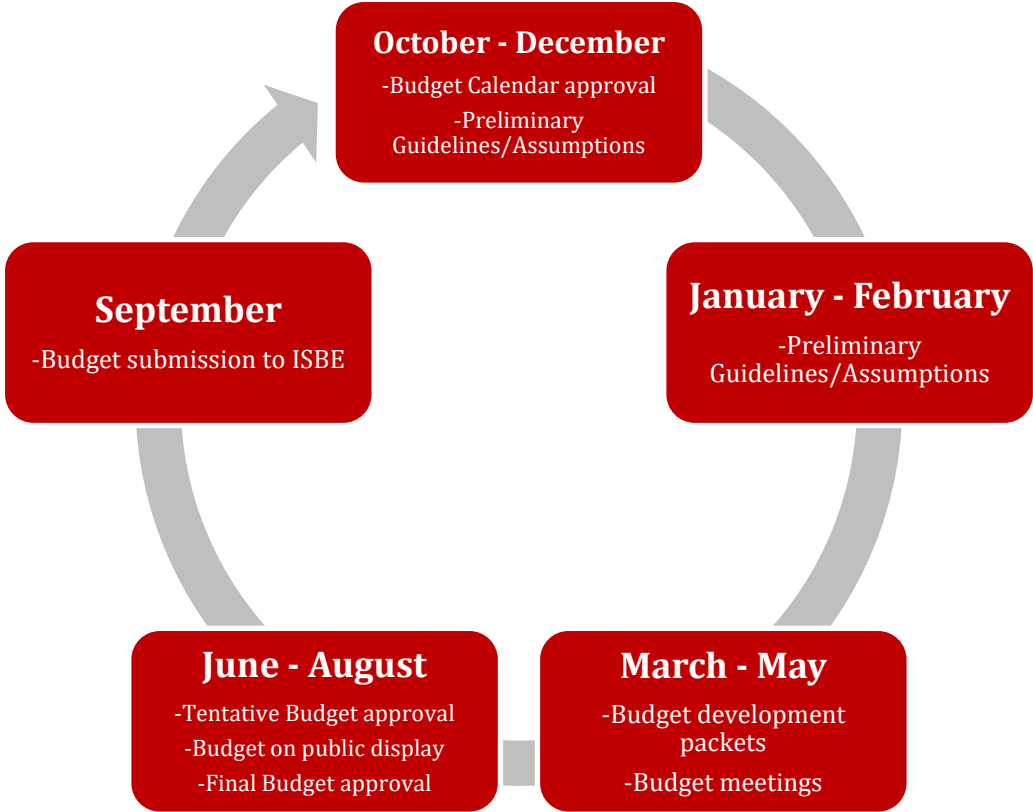 October - December
-Budget Calendar approval
-Preliminary
Guidelines/Assumptions
January - February
-Preliminary
Guidelines/Assumptions
March - May
-Budget development
packets
-Budget meetings
June - August
-Tentative Budget approval
-Budget on public display
-Final Budget approval
September
-Budget submission to ISBE